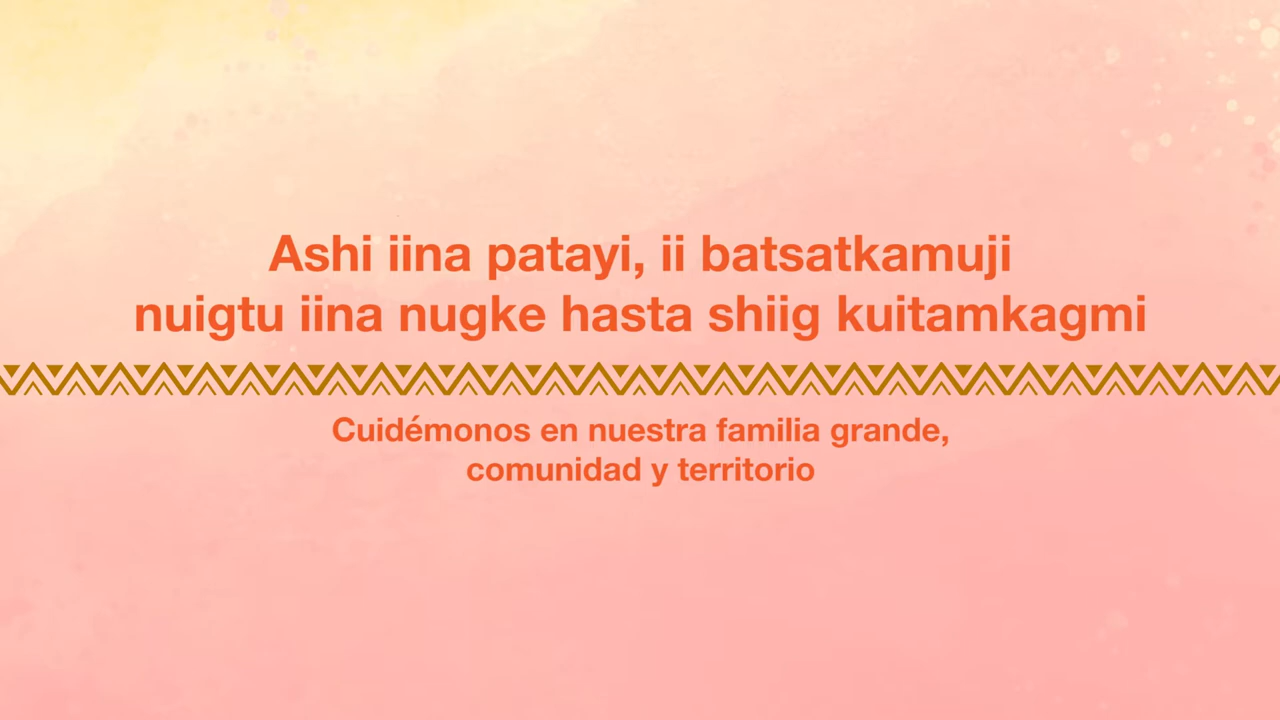 Ashi iina patayi, ii batsatkamuji
nuigtu iina nugke hasta shiig kuitamkagmi
Cuidémonos en nuestra familia grande,
comunidad y territorio